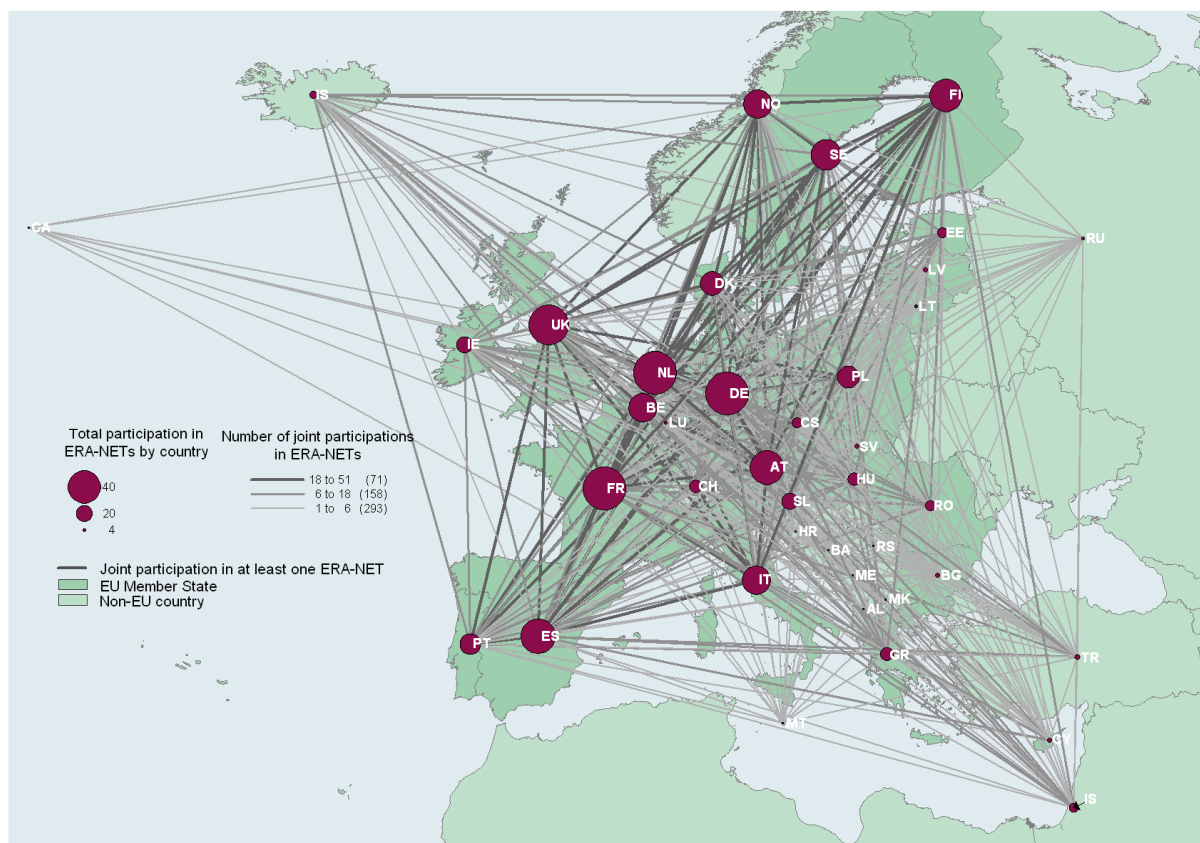 IS
NO
FI
SE
CA
EE
RU
LV
DK
LT
UK
IE
NL
PL
DE
BE
LU
CS
SV
AT
HU
FR
CH
SL
RO
HR
RS
BA
ME
BG
IT
MK
AL
ES
PT
GR
TR
MT
CY
IS
Total participation in
ERA-NETs by country
40
20
4
Number of joint participations
in ERA-NETs
18 to 51 (71)
6 to 18 (158)
1 to 6 (293)
Joint participation in at least one ERA-NET
EU Member State
Non-EU country